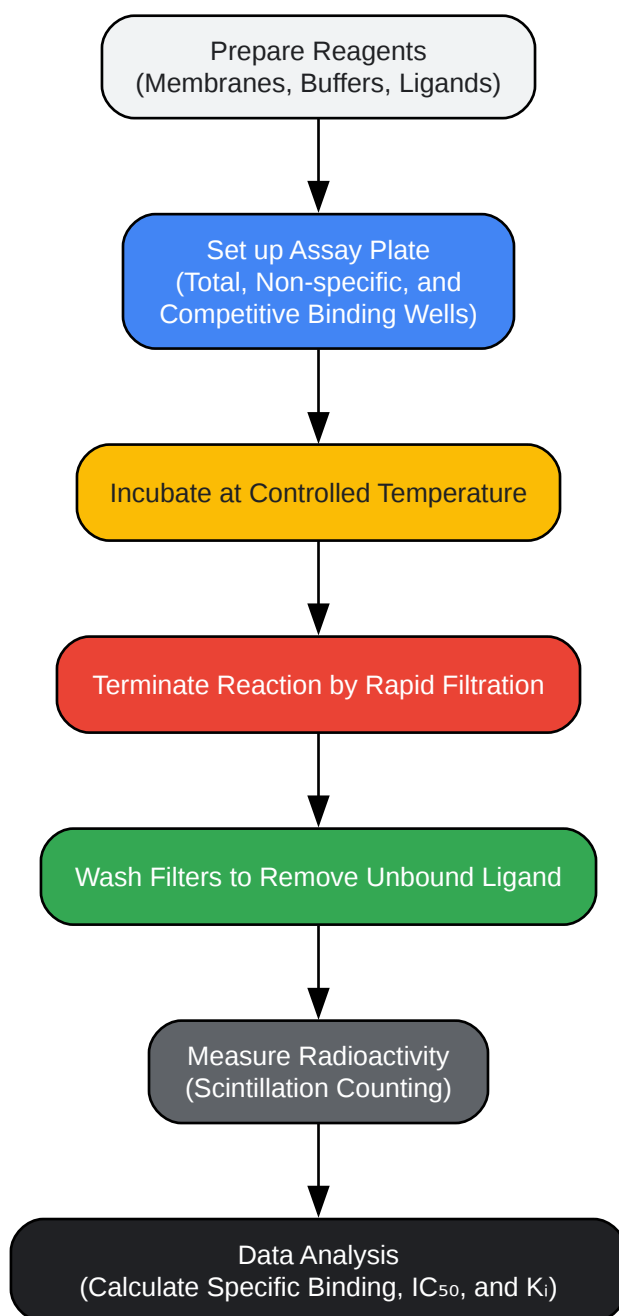 Prepare Reagents
(Membranes, Buffers, Ligands)
Set up Assay Plate
(Total, Non-specific, and
Competitive Binding Wells)
Incubate at Controlled Temperature
Terminate Reaction by Rapid Filtration
Wash Filters to Remove Unbound Ligand
Measure Radioactivity
(Scintillation Counting)
Data Analysis
(Calculate Specific Binding, IC₅₀, and Kᵢ)